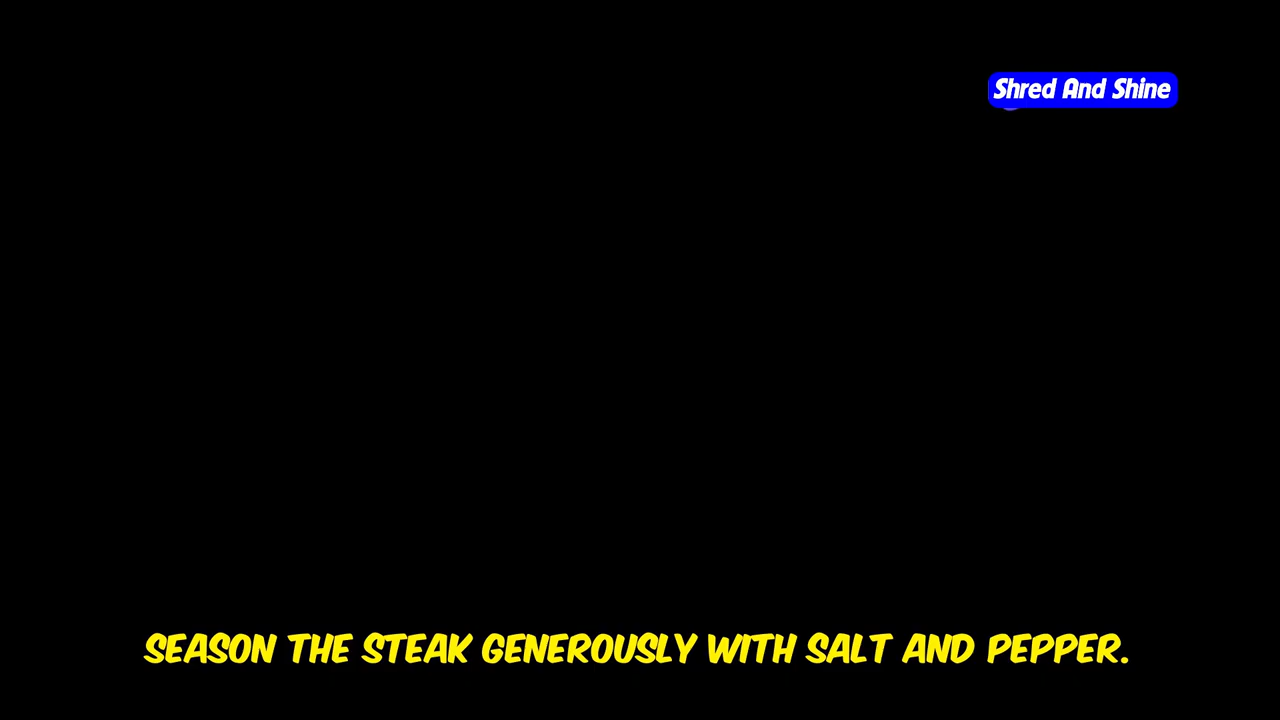 Shred And Shine
SEASON THE STEAK GENEROUSLY WITH SALT AND PEPPER.